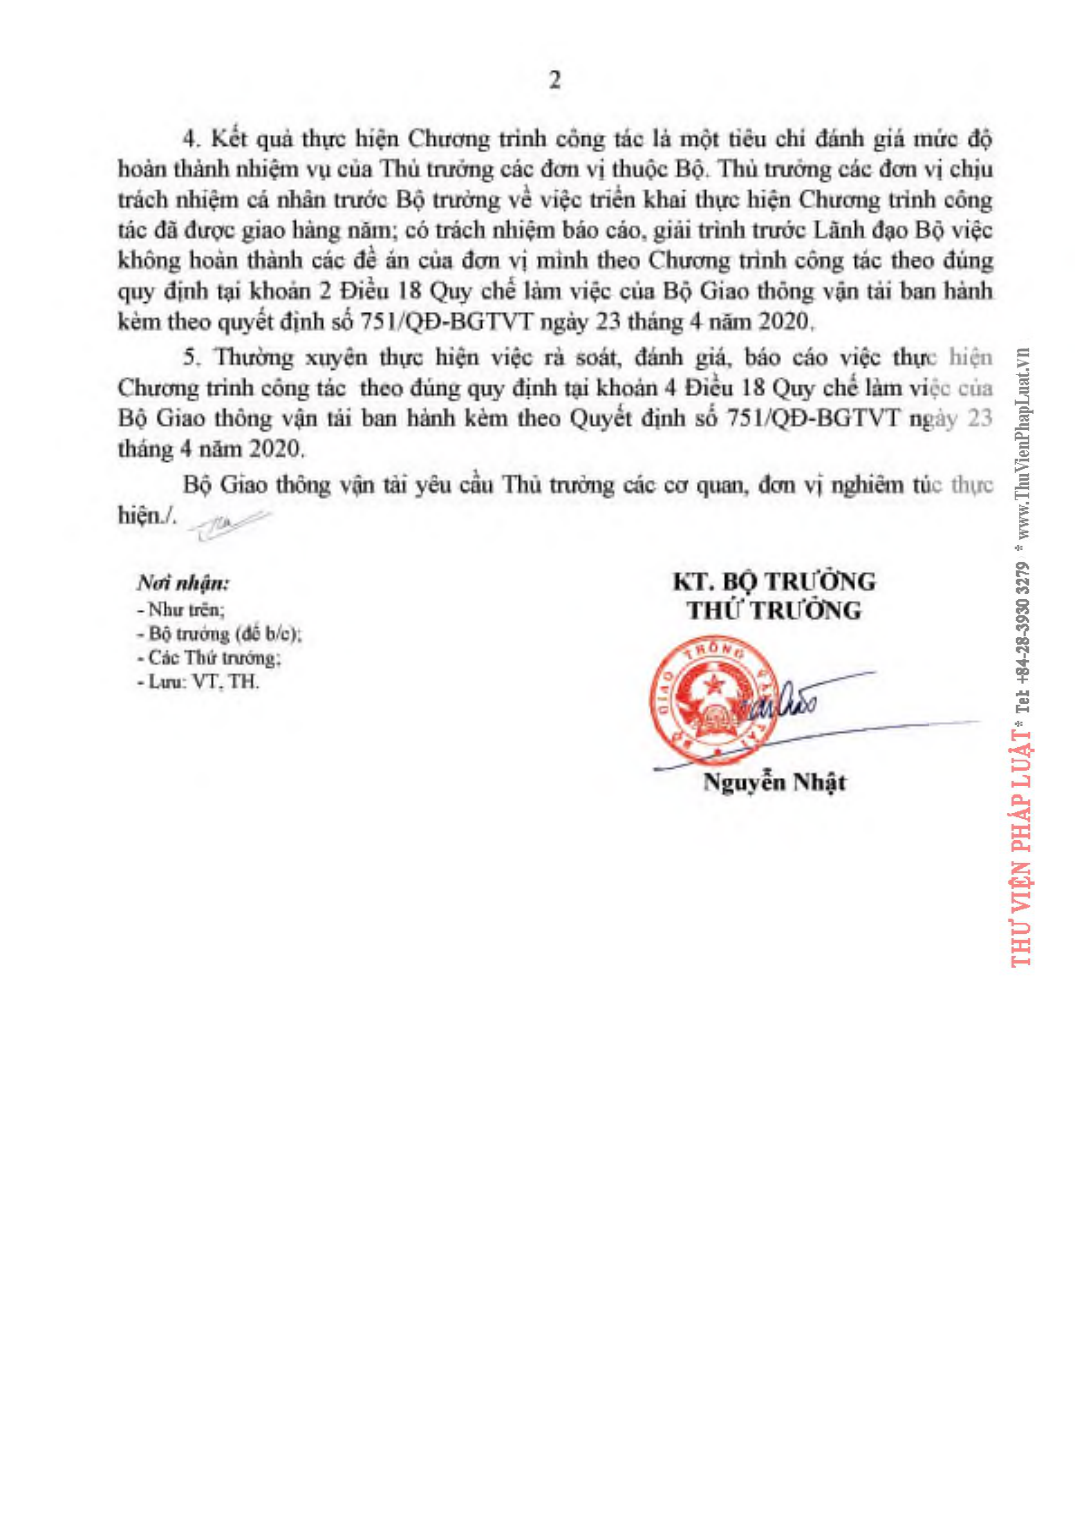 2
4. Kết quả thực hiện Chương trình công tác là một tiêu chí đánh giá mức độ
hoàn thành nhiệm vụ của Thủ trưởng các đơn vị thuộc Bộ. Thủ trưởng các đơn vị chịu
trách nhiệm cá nhân trước Bộ trưởng về việc triển khai thực hiện Chương trình công
tác đã được giao hàng năm; có trách nhiệm báo cáo, giải trình trước Lãnh đạo Bộ việc
không hoàn thành các đề án của đơn vị mình theo Chương trình công tác theo đúng
quy định tại khoản 2 Điều 18 Quy chế làm việc của Bộ Giao thông vận tải ban hành
kèm theo quyết định số 751/QĐ-BGTVT ngày 23 tháng 4 năm 2020.
5. Thường xuyên thực hiện việc rà soát, đánh giá, báo cáo việc thực hiện
Chương trình công tác theo đúng quy định tại khoản 4 Điều 18 Quy chế làm việc của
Bộ Giao thông vận tải ban hành kèm theo Quyết định số 751/QĐ-BGTVT ngày 23
tháng 4 năm 2020.
Bộ Giao thông vận tải yêu cầu Thủ trưởng các cơ quan, đơn vị nghiêm túc thực
hiện./.
Nơi nhận:
- Như trên;
- Bộ trưởng (để b/c);
- Các Thứ trưởng;
- Lưu: VT, TH.
KT. BỘ TRƯỞNG
THỨ TRƯỞNG
BỘ GIAO THÔNG VẬN TẢI
Nguyễn Nhật
THƯ VIỆN PHÁP LUẬT * Tel: +84-28-3930 3279 * www.ThuVienPhapLuat.vn